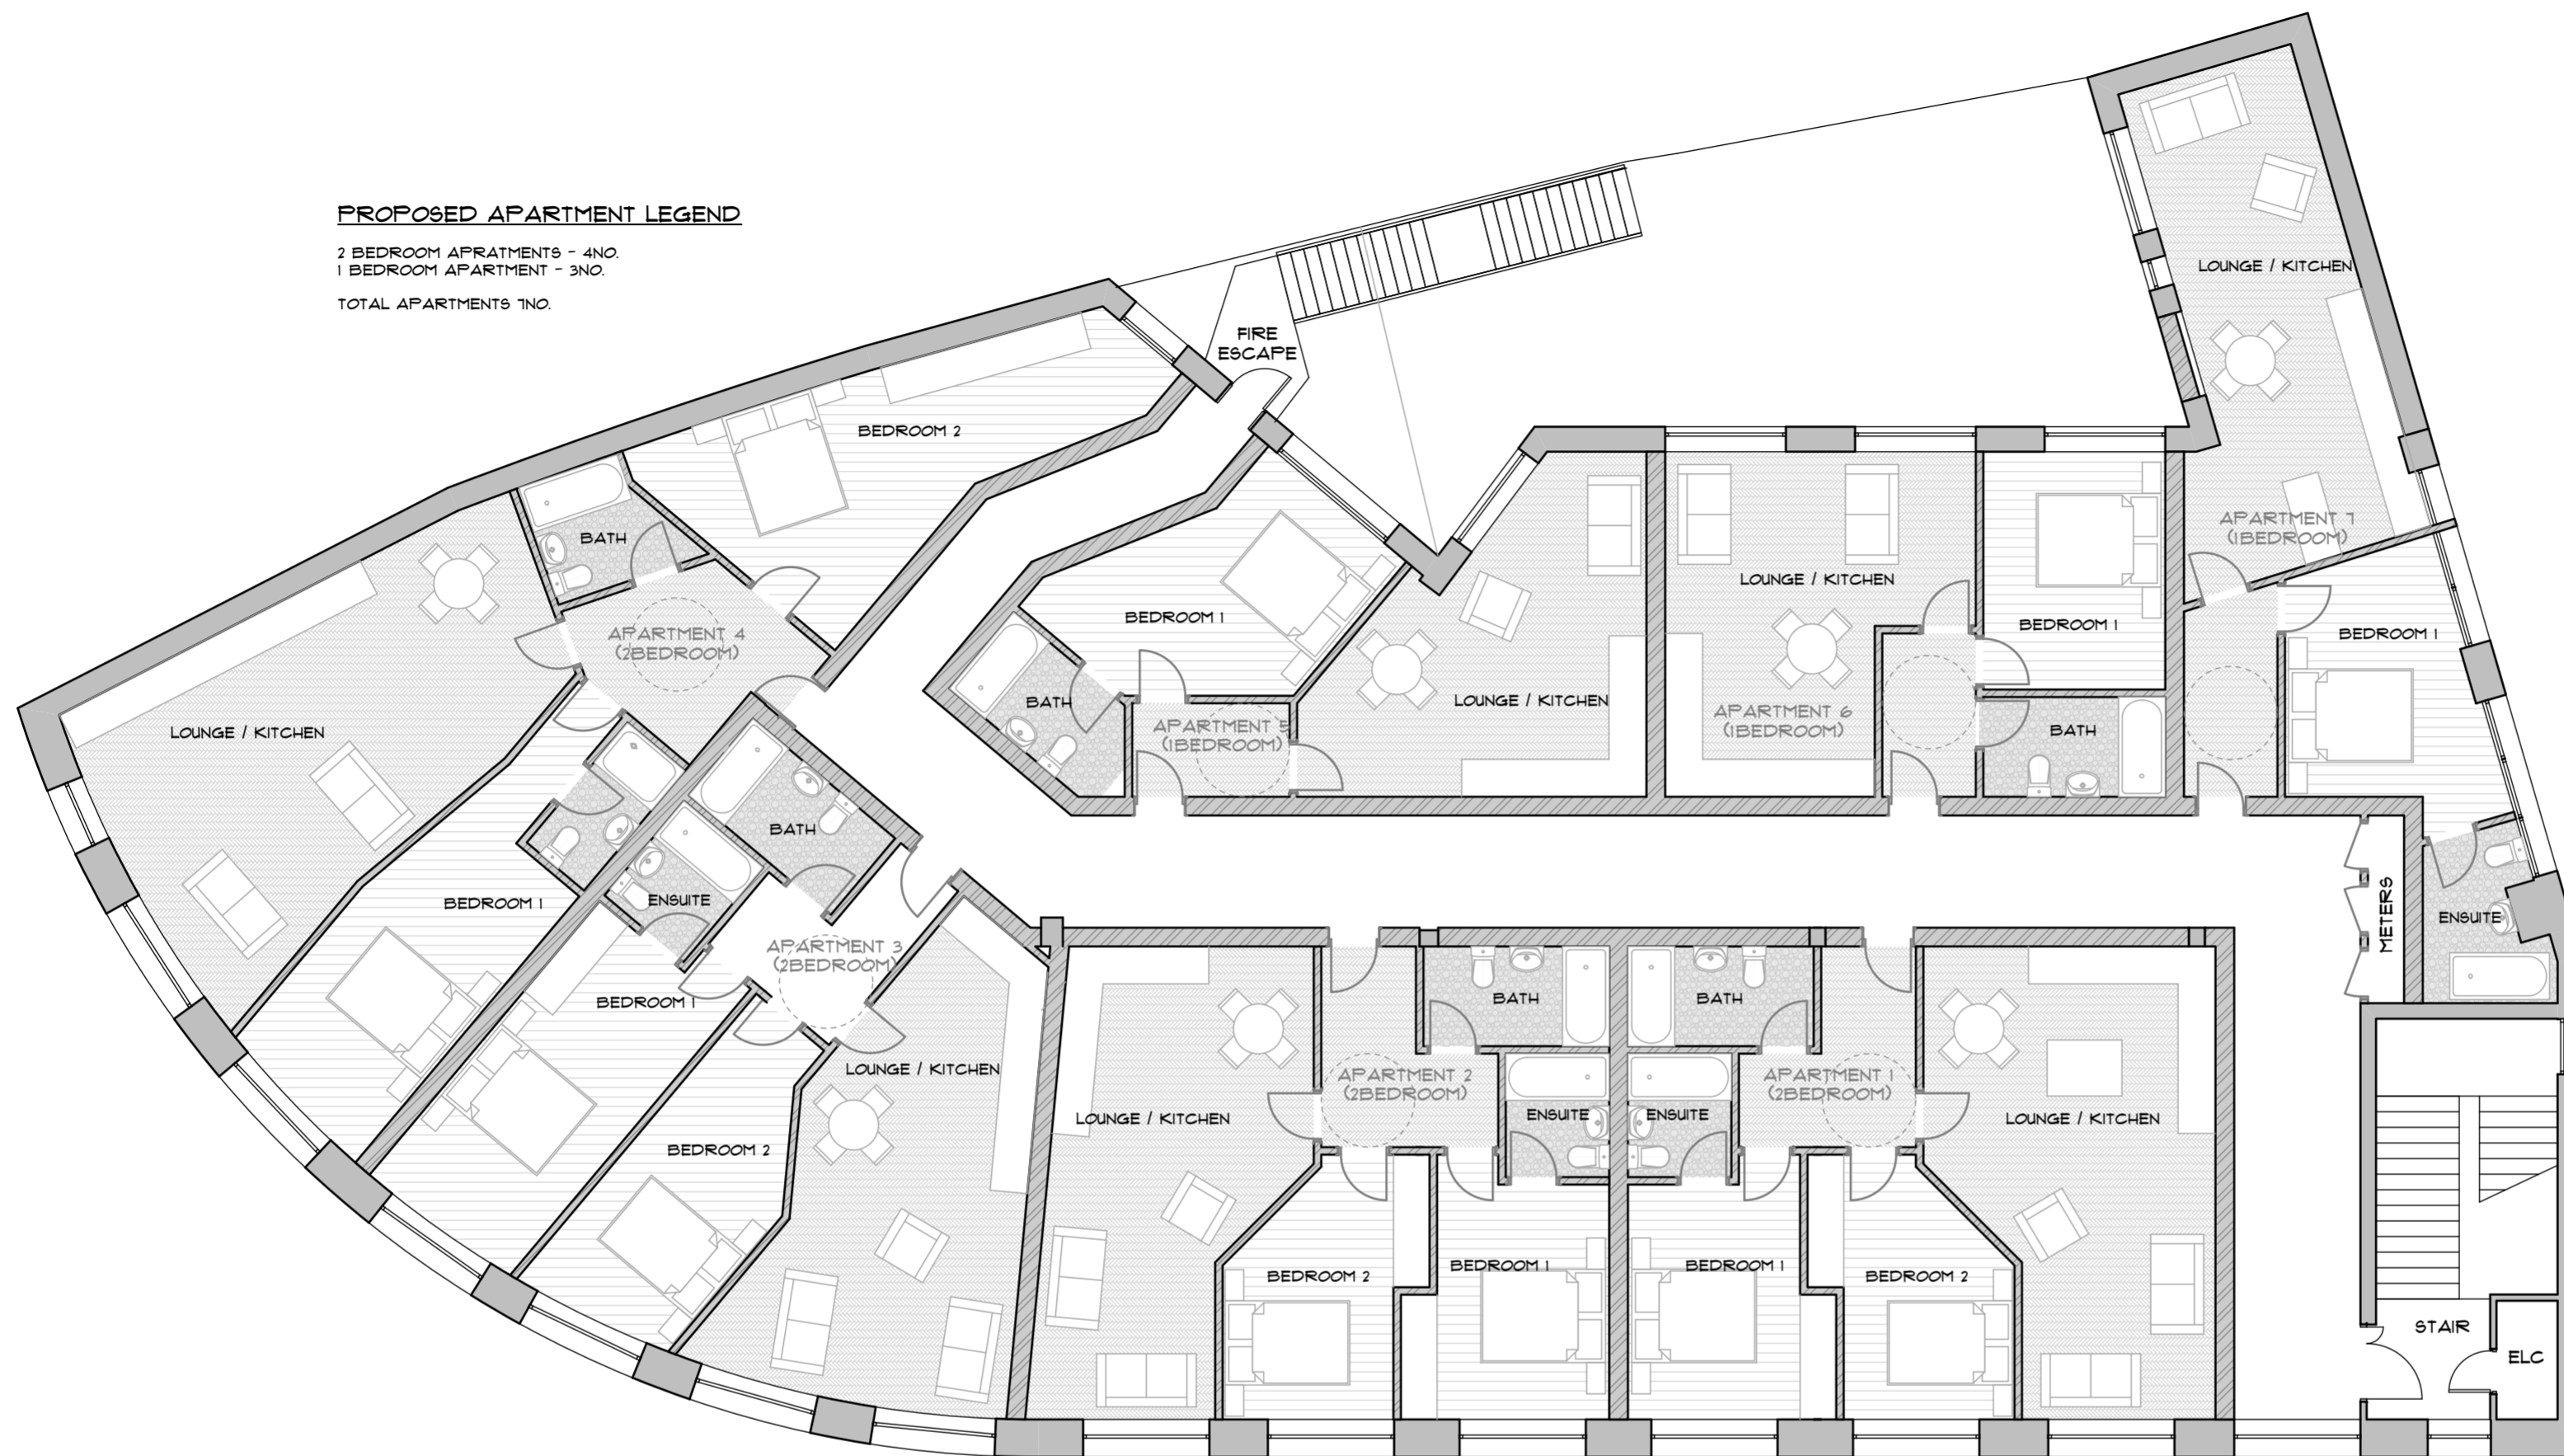 PROPOSED APARTMENT LEGEND
2 BEDROOM APRATMENTS - 4NO.
1 BEDROOM APARTMENT - 3NO.
TOTAL APARTMENTS 7NO.
LOUNGE / KITCHEN
FIRE
ESCAPE
BEDROOM 2
BATH
APARTMENT 4
(2BEDROOM)
LOUNGE / KITCHEN
BEDROOM 1
BEDROOM 1
BATH
APARTMENT 5
(1BEDROOM)
LOUNGE / KITCHEN
LOUNGE / KITCHEN
APARTMENT 6
(1BEDROOM)
BEDROOM 1
BATH
APARTMENT 7
(1BEDROOM)
BEDROOM 1
ENSUITE
METERS
BATH
ENSUITE
APARTMENT 3
(2BEDROOM)
BEDROOM 1
BEDROOM 2
LOUNGE / KITCHEN
LOUNGE / KITCHEN
APARTMENT 2
(2BEDROOM)
BATH
ENSUITE
BEDROOM 2
BEDROOM 1
BATH
ENSUITE
APARTMENT 1
(2BEDROOM)
BEDROOM 1
BEDROOM 2
LOUNGE / KITCHEN
STAIR
ELC